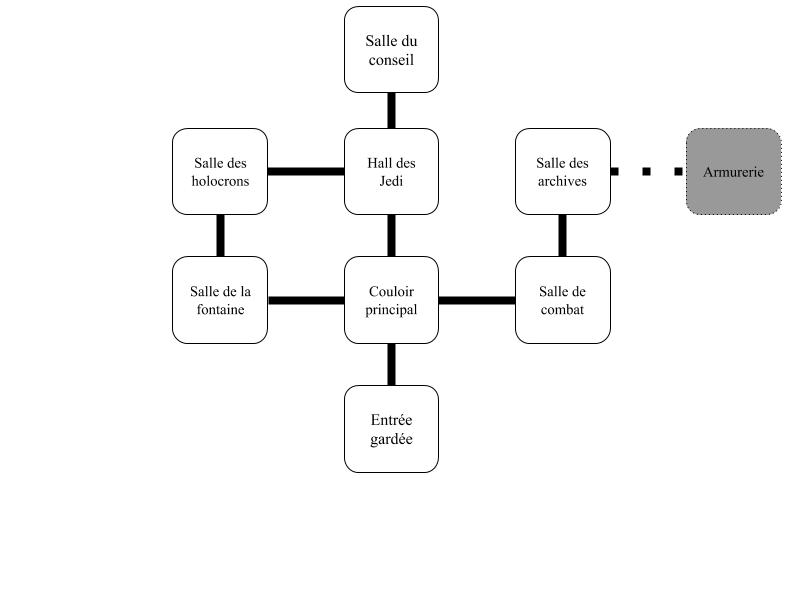 Salle du
conseil
Salle des
holocrons
Hall des
Jedi
Salle des
archives
Armurerie
Salle de la
fontaine
Couloir
principal
Salle de
combat
Entrée
gardée